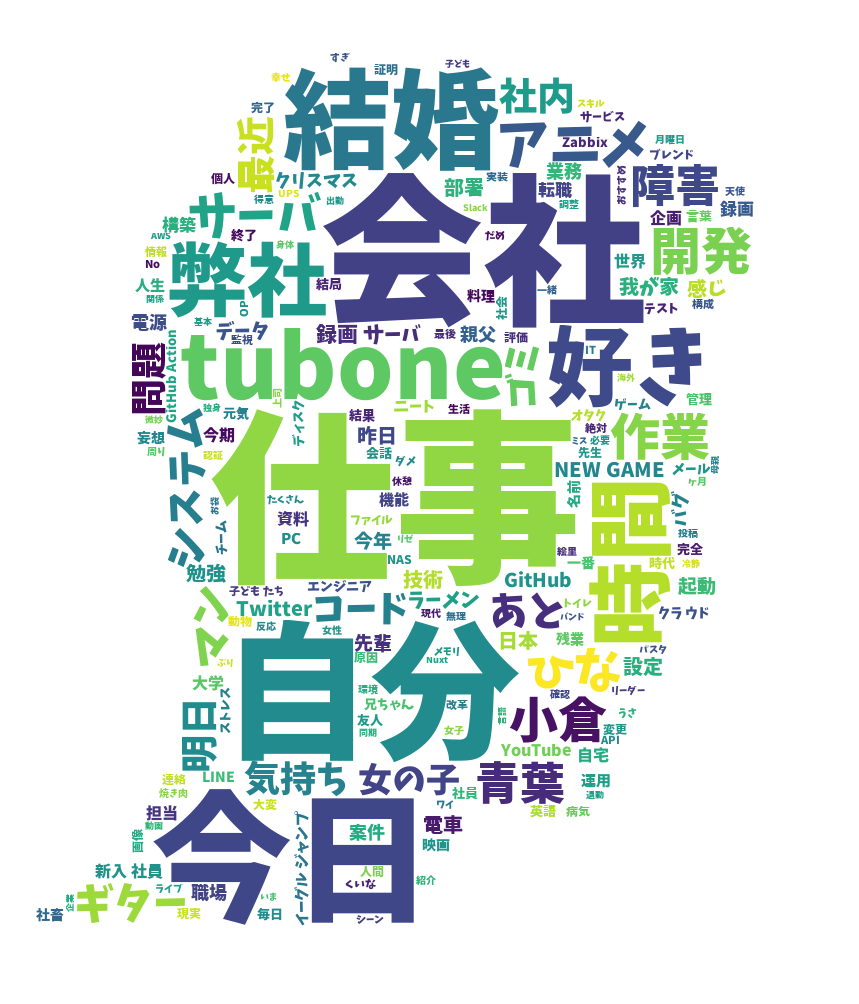 すぎ
証明
子ども
幸せ
結婚
社内
スキル
サービス
完了
最近
アニメ
Zabbix
月曜日
ブレンド
個人
クリスマス
UPS
得意
出勤
部署
実装
業務
転職
調整
おすすめ
障害
天使
録画
Slack
企画
言葉
構築
AWS
サーバ
終了
身体
だめ
会社
開発
情報
No
弊社
世界
人生
関係
結局
OP
料理
社会
一緒
我が家
感じ
テスト
構成
電源
基本
データ
監視
録画 サーバ
最後
親父
評価
問題
GitHub Action
tubone
ミコ
好き
IT
海外
微妙
独身
元気
上司
ディスク
結果
ニート
生活
オタク
ゲーム
管理
妄想
周り
今期
認証
昨日
会話
ダメ
絶対
ミス
必要
先生
作業
システム
仕事
休憩
NEW GAME
メール
母親
ヶ月
たくさん
お袋
チーム
資料
機能
名前
時間
バグ
投稿
ファイル
PC
今年
リゼ
NAS
絵里
完全
勉強
技術
一番
時代
冷静
子ども たち
エンジニア
GitHub
起動
マン
Twitter
コード
ラーメン
現代
無理
あと
トイレ
バンド
クラウド
動物
反応
女性
先輩
日本
残業
ぶり
原因
メモリ
Nuxt
ひな
設定
パスタ
大学
自分
環境
リーダー
ストレス
兄ちゃん
改革
確認
明日
友人
同期
女子
言語
小倉
うさ
変更
API
YouTube
自宅
連絡
LINE
気持ち
女の子
青葉
運用
焼き肉
社員
退勤
担当
今日
大変
ワイ
英語
病気
動画
画像
イーグル ジャンプ
案件
電車
映画
新入 社員
人間
くいな
紹介
ギター
ライブ
職場
いま
社畜
企業
現実
毎日
シーン